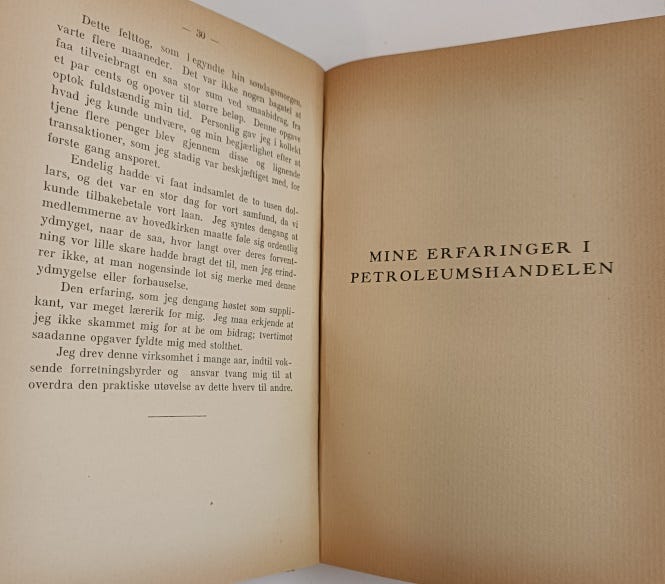 — 30 —
Dette felttog, som begyndte hin søndagsmorgen,
varte flere maaneder. Det var ikke nogen bagatel at
faa tilveiebragt en saa stor sum ved smaabidrag, fra
et par cents og opover til større beløp. Denne opgave
optok fuldstændig min tid. Personlig gav jeg i kollekt
hvad jeg kunde undvære, og min begjærlighet efter at
tjene flere penger blev gjennem disse og lignende
transaktioner, som jeg stadig var beskjæftiget med, for
første gang ansporet.
Endelig hadde vi faat indsamlet de to tusen dol-
lars, og det var en stor dag for vort samfund, da vi
kunde tilbakebetale vort laan. Jeg syntes dengang at
medlemmerne av hovedkirken maatte føle sig ordentlig
ydmyget, naar de saa, hvor langt over deres forvent-
ning vor lille skare hadde bragt det til, men jeg erind-
rer ikke, at man nogensinde lot sig merke med denne
ydmygelse eller forbauselse.
Den erfaring, som jeg dengang høstet som suppli-
kant, var meget lærerik for mig. Jeg maa erkjende at
jeg ikke skammet mig for at be om bidrag; tvertimot
saadanne opgaver fyldte mig med stolthet.
Jeg drev denne virksomhet i mange aar, indtil vok-
sende forretningsbyrder og ansvar tvang mig til at
overdra den praktiske utøvelse av dette hverv til andre.
MINE ERFARINGER I
PETROLEUMSHANDELEN